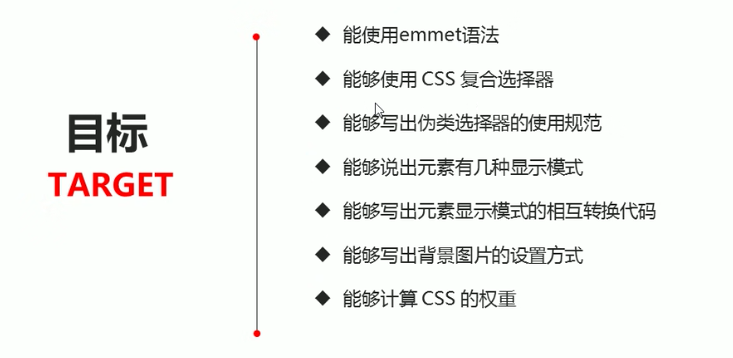 目标
TARGET
◆ 能使用emmet语法
◆ 能够使用 CSS 复合选择器
◆ 能够写出伪类选择器的使用规范
◆ 能够说出元素有几种显示模式
◆ 能够写出元素显示模式的相互转换代码
◆ 能够写出背景图片的设置方式
◆ 能够计算 CSS 的权重